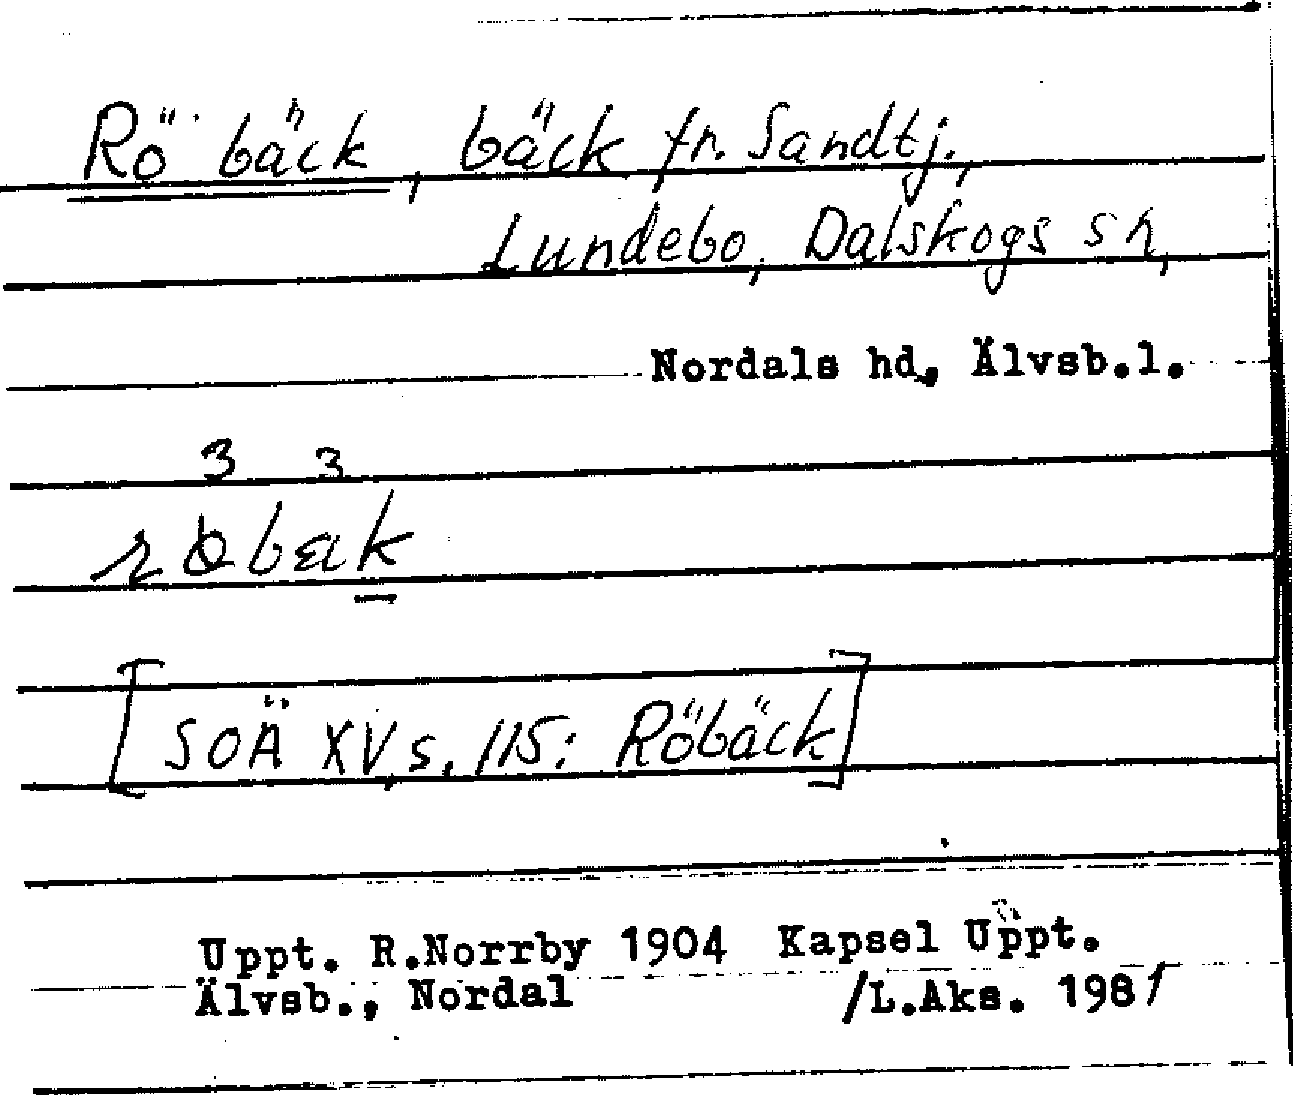 Rö bäck, bäck fr. Sandtj.,
Lundebo, Dalskogs sn,
Nordals hd, Älvsb.l.
3 3
[SOÄ XV, s. 115: Röbäck]
Uppt. R.Norrby 1904 Kapsel Uppt.
Älvsb., Nordal /L.Aks. 1981